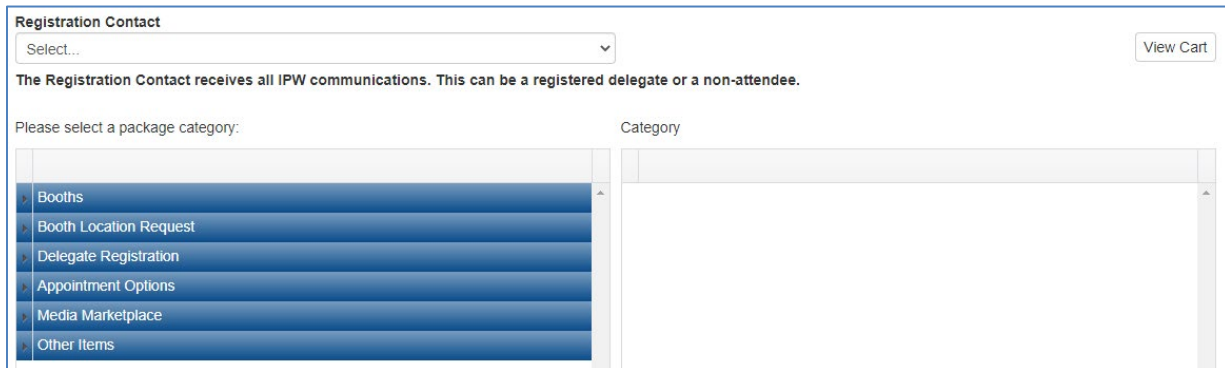 Registration Contact
Select...
View Cart
The Registration Contact receives all IPW communications. This can be a registered delegate or a non-attendee.
Please select a package category:
Category
Booths
Booth Location Request
Delegate Registration
Appointment Options
Media Marketplace
Other Items